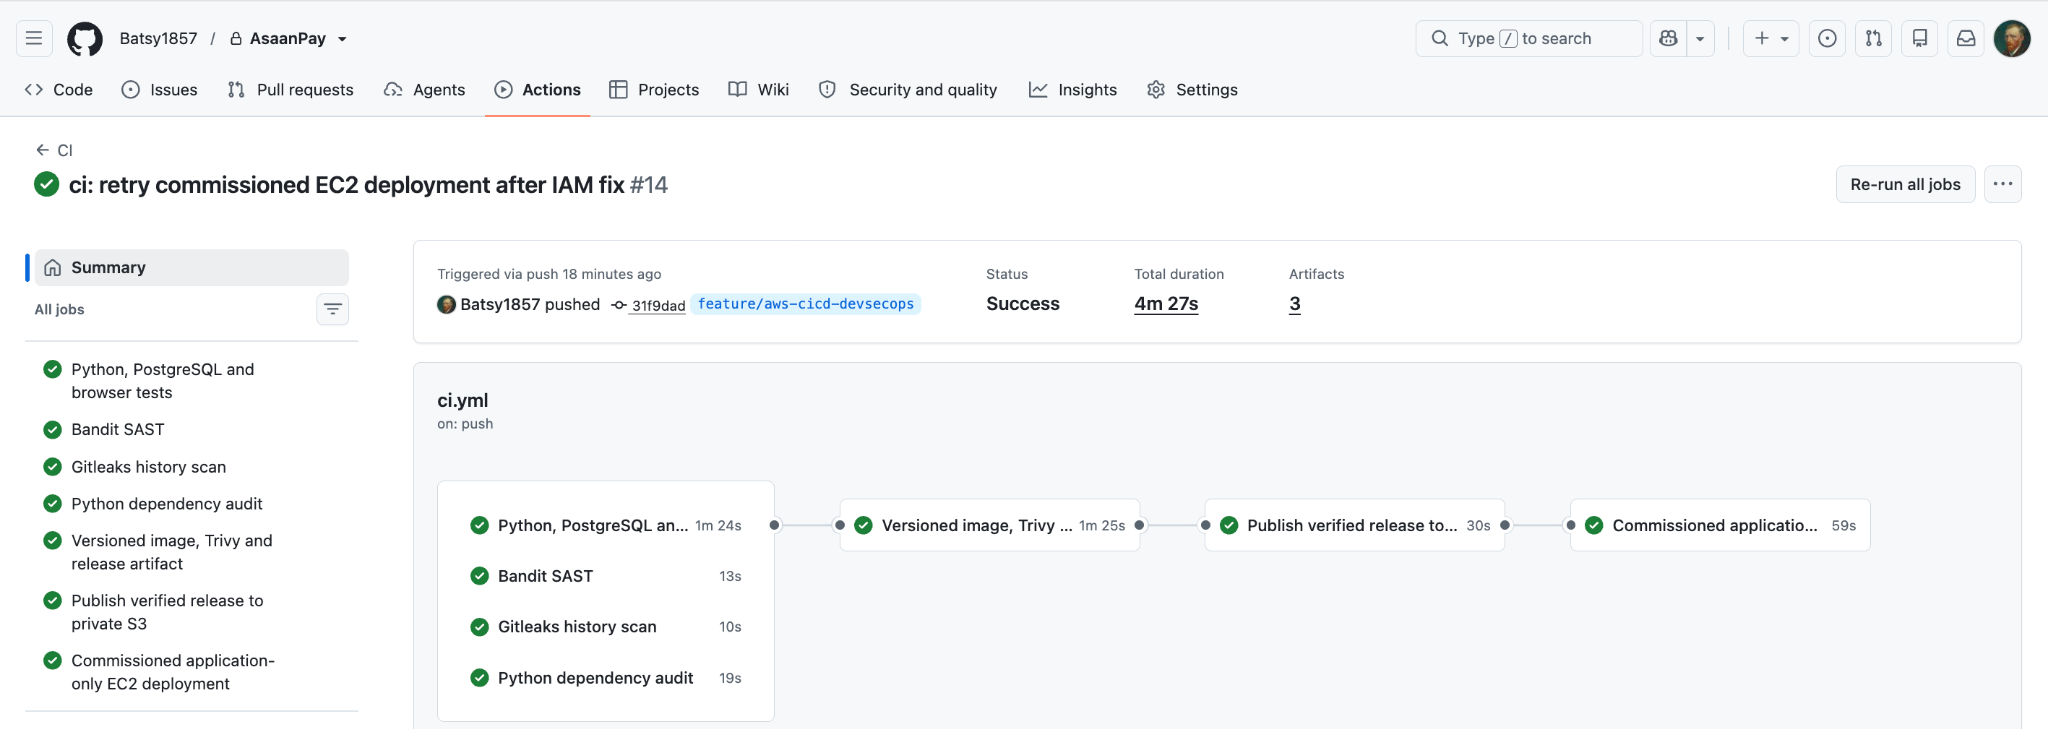 Batsy1857 / AsaanPay
Type / to search
Code Issues Pull requests Agents Actions Projects Wiki Security and quality Insights Settings
CI
ci: retry commissioned EC2 deployment after IAM fix #14
Re-run all jobs
Summary
All jobs
Python, PostgreSQL and
browser tests
Bandit SAST
Gitleaks history scan
Python dependency audit
Versioned image, Trivy and
release artifact
Publish verified release to
private S3
Commissioned application-
only EC2 deployment
Triggered via push 18 minutes ago
Batsy1857 pushed 31f9dad feature/aws-cicd-devsecops
Status
Success
Total duration
4m 27s
Artifacts
3
ci.yml
on: push
Python, PostgreSQL an... 1m 24s
Bandit SAST 13s
Gitleaks history scan 10s
Python dependency audit 19s
Versioned image, Trivy ... 1m 25s
Publish verified release to... 30s
Commissioned applicatio... 59s